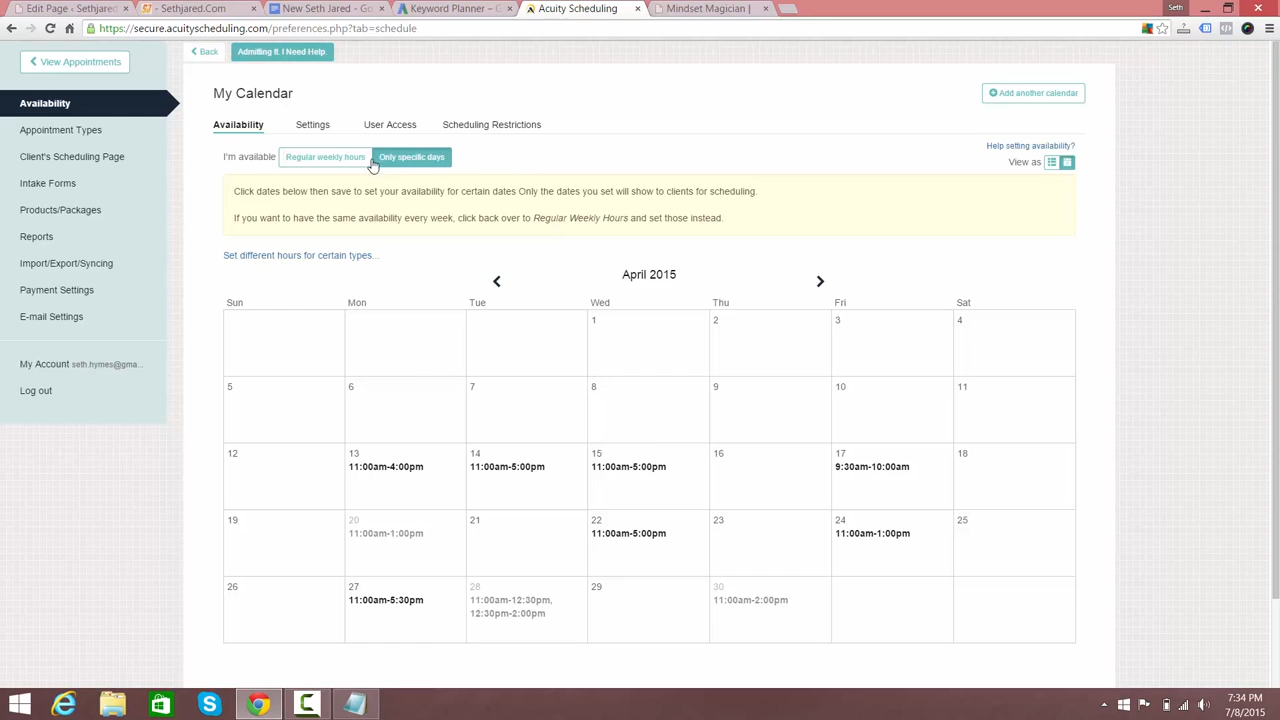 Edit Page ‹ Sethjared
Sethjared.Com
New Seth Jared - Go
Keyword Planner – G
Acuity Scheduling
Mindset Magician |
https://secure.acuityscheduling.com/preferences.php?tab=schedule
View Appointments
Back
Admitting It. I Need Help.
Availability
Appointment Types
Client's Scheduling Page
Intake Forms
Products/Packages
Reports
Import/Export/Syncing
Payment Settings
E-mail Settings
My Account seth.hymes@gma...
Log out
My Calendar
Add another calendar
Availability
Settings
User Access
Scheduling Restrictions
I'm available
Regular weekly hours
Only specific days
Help setting availability?
View as
Click dates below then save to set your availability for certain dates Only the dates you set will show to clients for scheduling.
If you want to have the same availability every week, click back over to Regular Weekly Hours and set those instead.
Set different hours for certain types...
April 2015
Sun Mon Tue Wed Thu Fri Sat
1 2 3 4
5 6 7 8 9 10 11
12 13 14 15 16 17 18
11:00am-4:00pm 11:00am-5:00pm 11:00am-5:00pm 9:30am-10:00am
19 20 21 22 23 24 25
11:00am-1:00pm 11:00am-5:00pm 11:00am-1:00pm
26 27 28 29 30
11:00am-5:30pm 11:00am-12:30pm, 11:00am-2:00pm
12:30pm-2:00pm
7:34 PM
7/8/2015